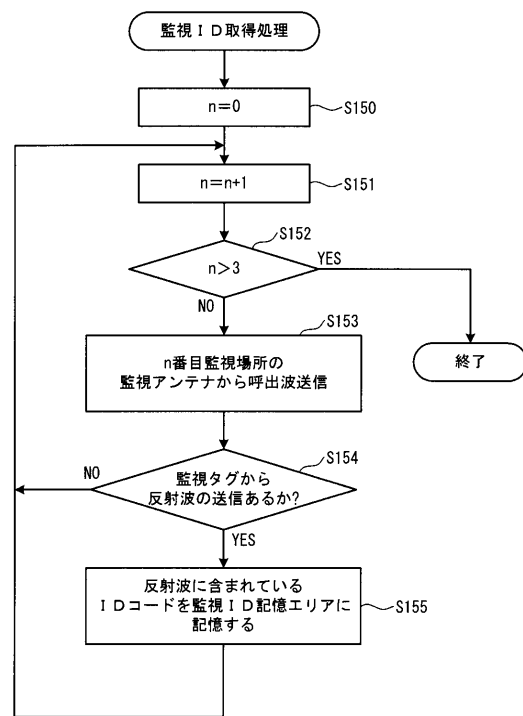 監視ＩＤ取得処理
n=0
S150
n=n+1
S151
S152
n>3
YES
NO
S153
n番目監視場所の
監視アンテナから呼出波送信
終了
S154
NO
監視タグから
反射波の送信あるか?
YES
反射波に含まれている
ＩＤコードを監視ＩＤ記憶エリアに
記憶する
S155